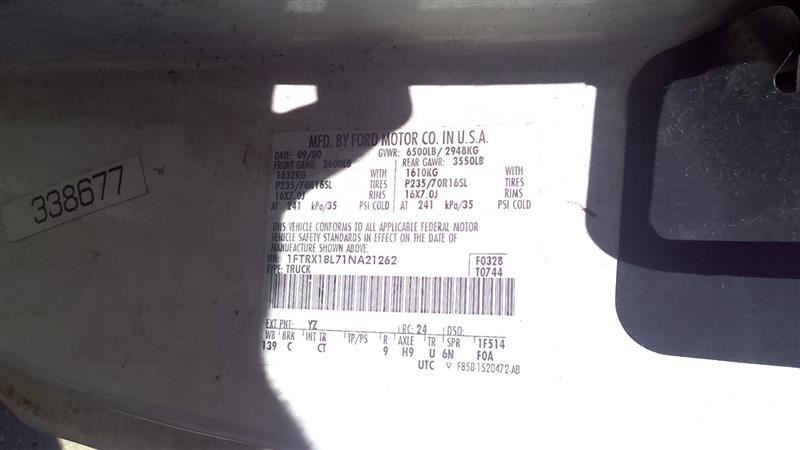 338677
MFD. BY FORD MOTOR CO. IN U.S.A.
DATE: 09/00 GVWR: 6500LB/ 2948KG
FRONT GAWR: 3600LB REAR GAWR: 3550LB
1632KG WITH 1610KG WITH
P235/70R16SL TIRES P235/70R16SL TIRES
16X7.0J RIMS 16X7.0J RIMS
AT 241 kPa/35 PSI COLD AT 241 kPa/35 PSI COLD
THIS VEHICLE CONFORMS TO ALL APPLICABLE FEDERAL MOTOR
VEHICLE SAFETY STANDARDS IN EFFECT ON THE DATE OF
MANUFACTURE SHOWN ABOVE.
VIN: 1FTRX18L71NA21262 F0328
TYPE: TRUCK T0744
EXT PNT: YZ RC: 24 DSO:
WB BRK INT TR TP/PS R AXLE TR SPR 1F514
139 C CT 9 H9 U 6N F0A
UTC F85B-1520472-AB